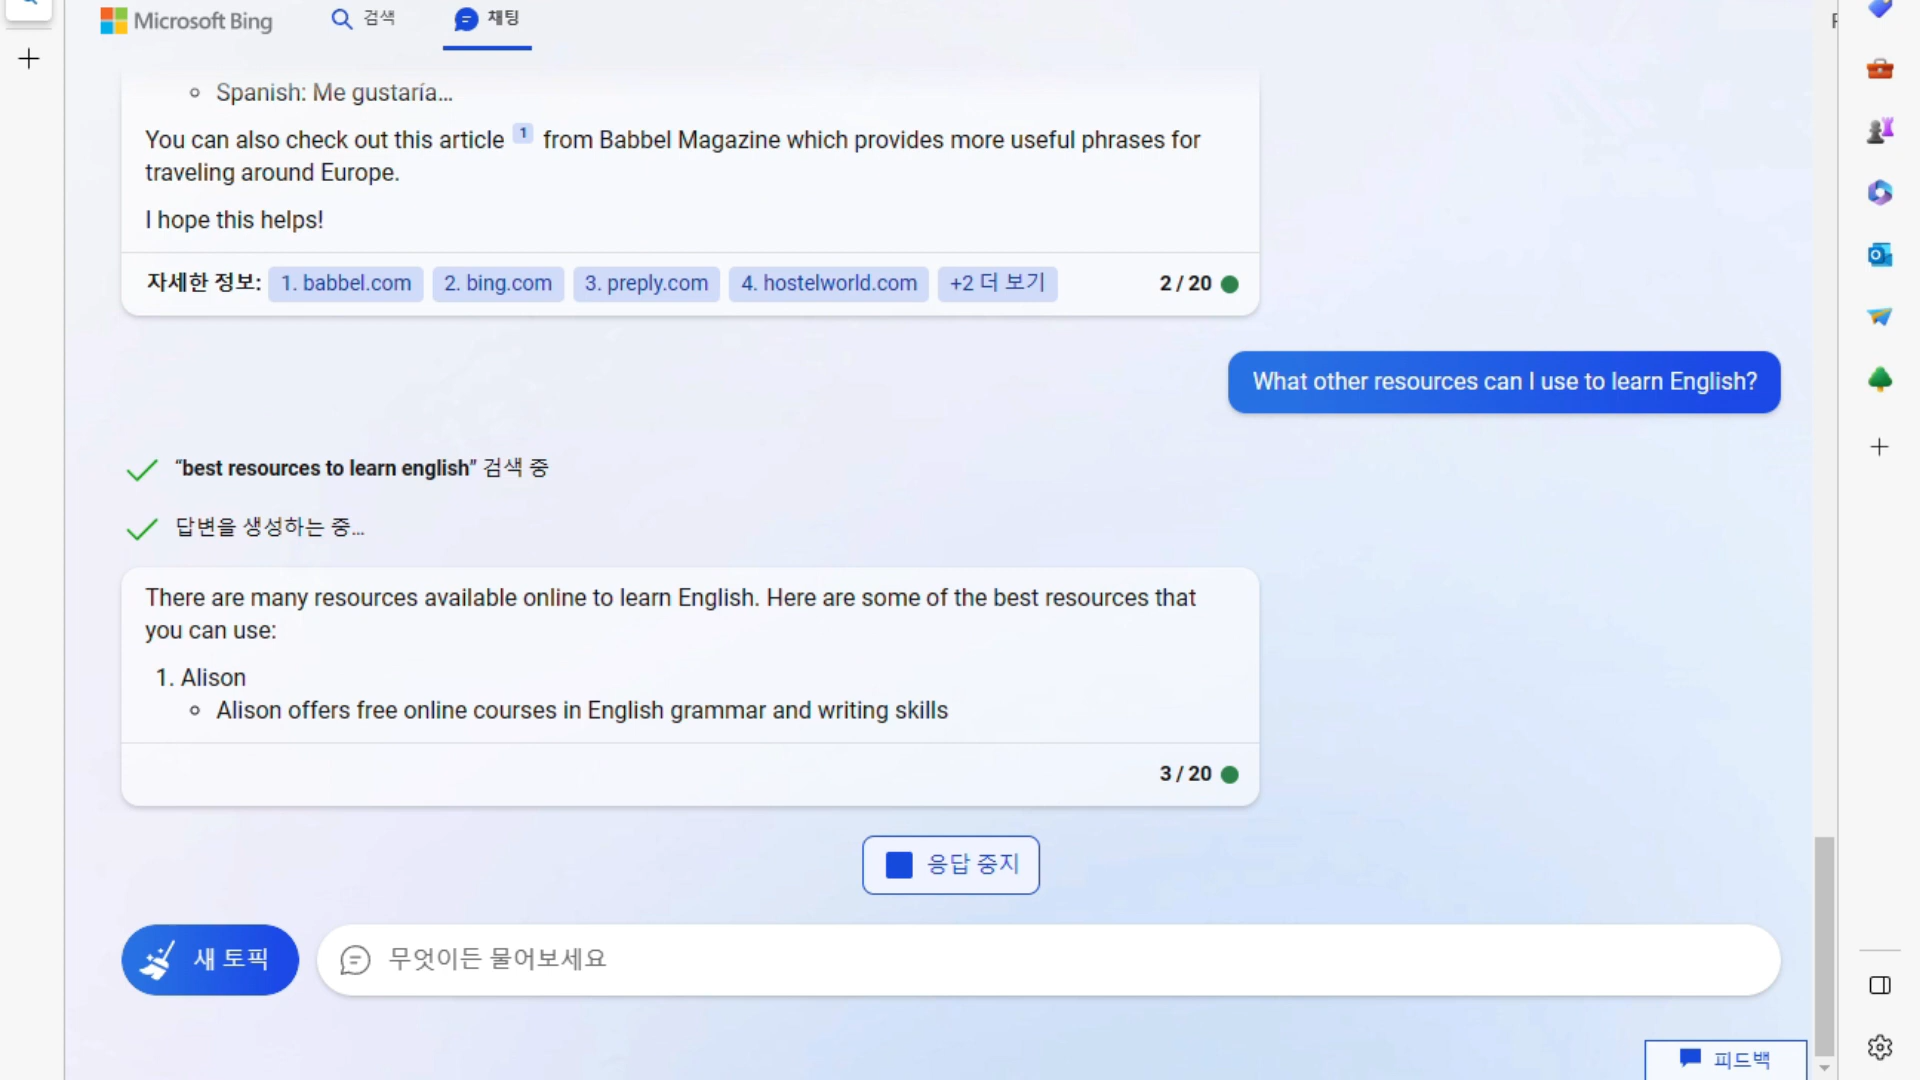 Microsoft Bing
검색
채팅
Spanish: Me gustaría...
You can also check out this article 1 from Babbel Magazine which provides more useful phrases for
traveling around Europe.
I hope this helps!
자세한 정보: 1. babbel.com 2. bing.com 3. preply.com 4. hostelworld.com +2 더 보기 2 / 20
What other resources can I use to learn English?
“best resources to learn english” 검색 중
답변을 생성하는 중...
There are many resources available online to learn English. Here are some of the best resources that
you can use:
1. Alison
Alison offers free online courses in English grammar and writing skills
3 / 20
응답 중지
새 토픽
무엇이든 물어보세요
피드백